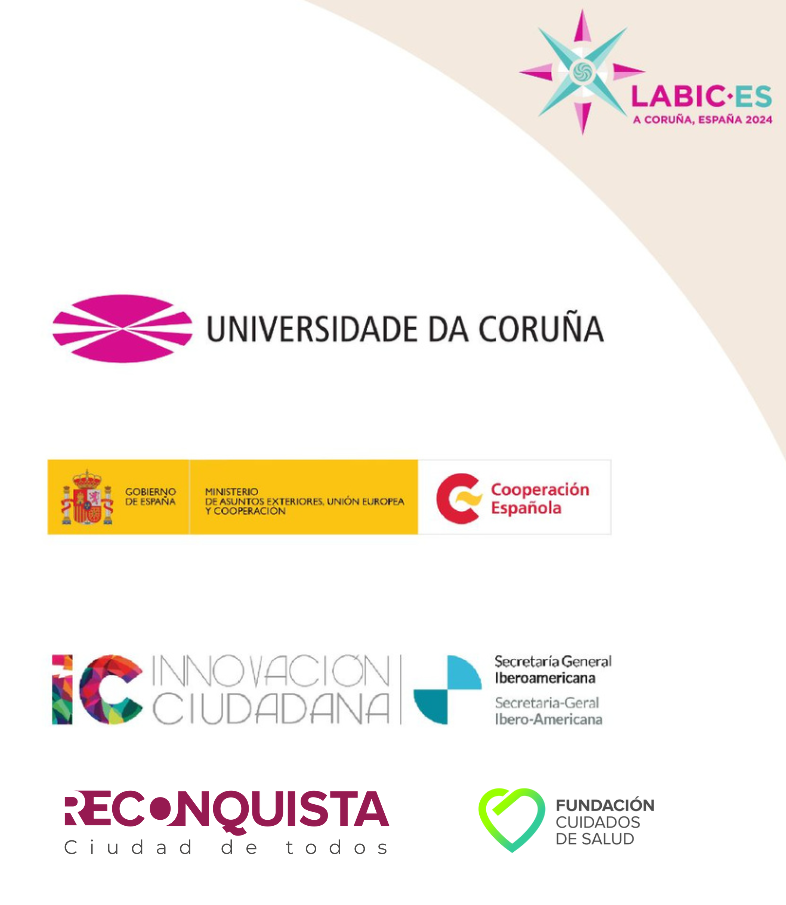 LABIC·ES
A CORUÑA, ESPAÑA 2024
UNIVERSIDADE DA CORUÑA
GOBIERNO
DE ESPAÑA
MINISTERIO
DE ASUNTOS EXTERIORES, UNIÓN EUROPEA
Y COOPERACIÓN
Cooperación
Española
ic
INNOVACIÓN
CIUDADANA
Secretaría General
Iberoamericana
Secretaria-Geral
Ibero-Americana
RECONQUISTA
Ciudad de todos
FUNDACIÓN
CUIDADOS
DE SALUD